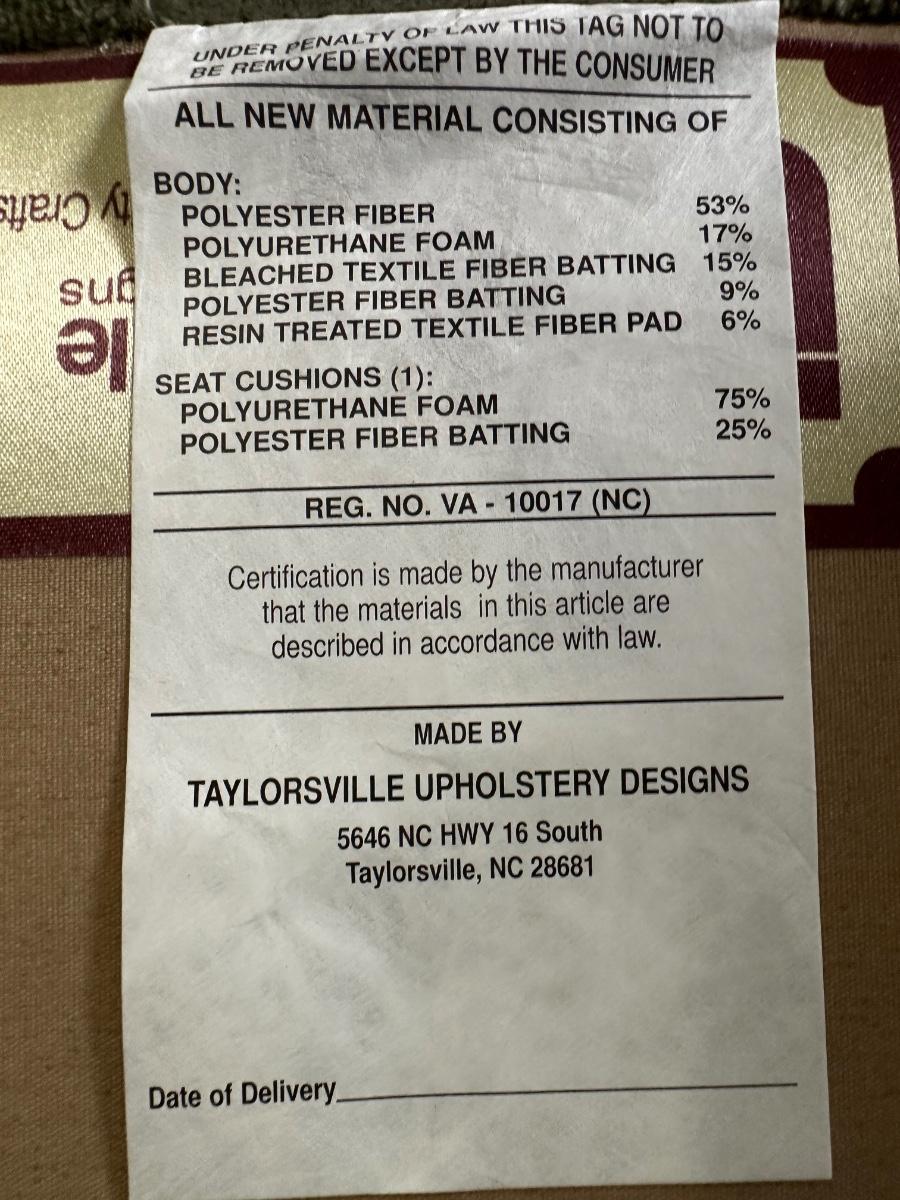 UNDER PENALTY OF LAW THIS TAG NOT TO
BE REMOVED EXCEPT BY THE CONSUMER
ALL NEW MATERIAL CONSISTING OF
BODY:
POLYESTER FIBER 53%
POLYURETHANE FOAM 17%
BLEACHED TEXTILE FIBER BATTING 15%
POLYESTER FIBER BATTING 9%
RESIN TREATED TEXTILE FIBER PAD 6%
SEAT CUSHIONS (1):
POLYURETHANE FOAM 75%
POLYESTER FIBER BATTING 25%
REG. NO. VA - 10017 (NC)
Certification is made by the manufacturer
that the materials in this article are
described in accordance with law.
MADE BY
TAYLORSVILLE UPHOLSTERY DESIGNS
5646 NC HWY 16 South
Taylorsville, NC 28681
Date of Delivery